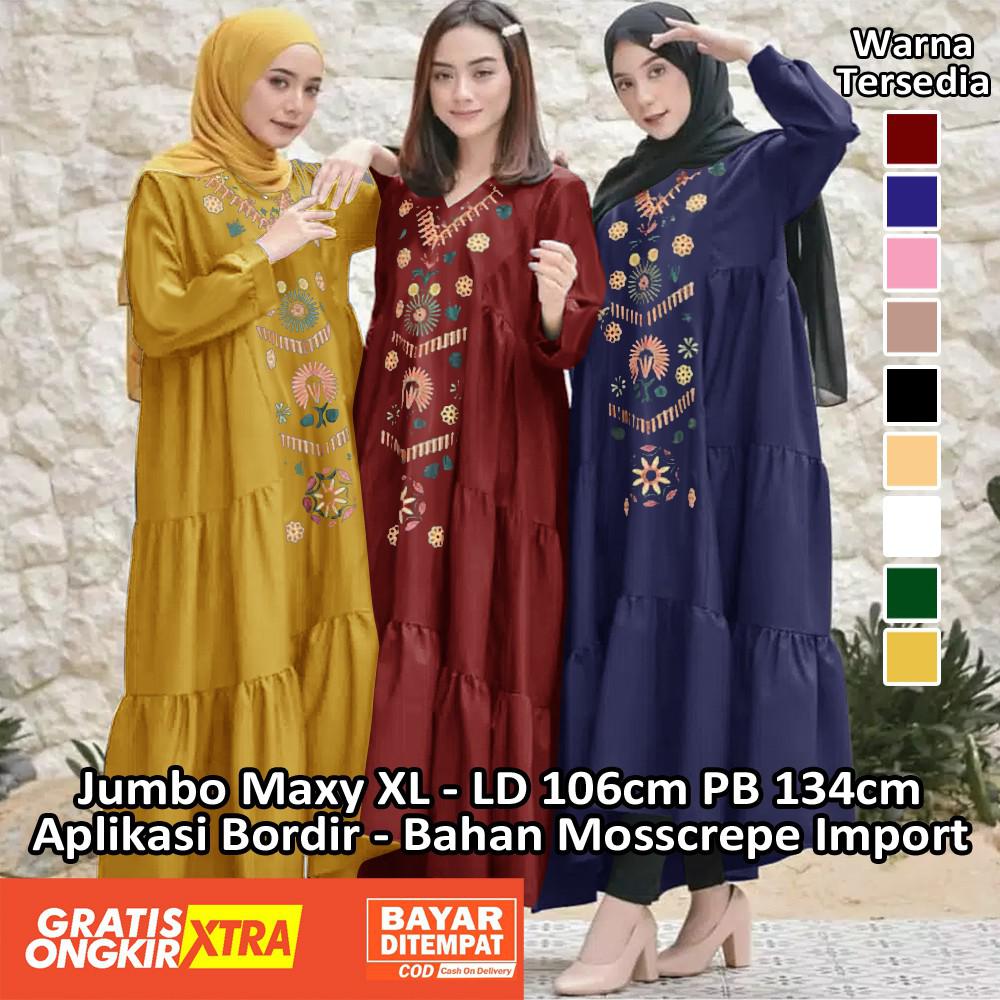 Warna
Tersedia
Jumbo Maxy XL - LD 106cm PB 134cm
Aplikasi Bordir - Bahan Mosscrepe Import
GRATIS
ONGKIR
XTRA
BAYAR
DITEMPAT
COD Cash On Delivery